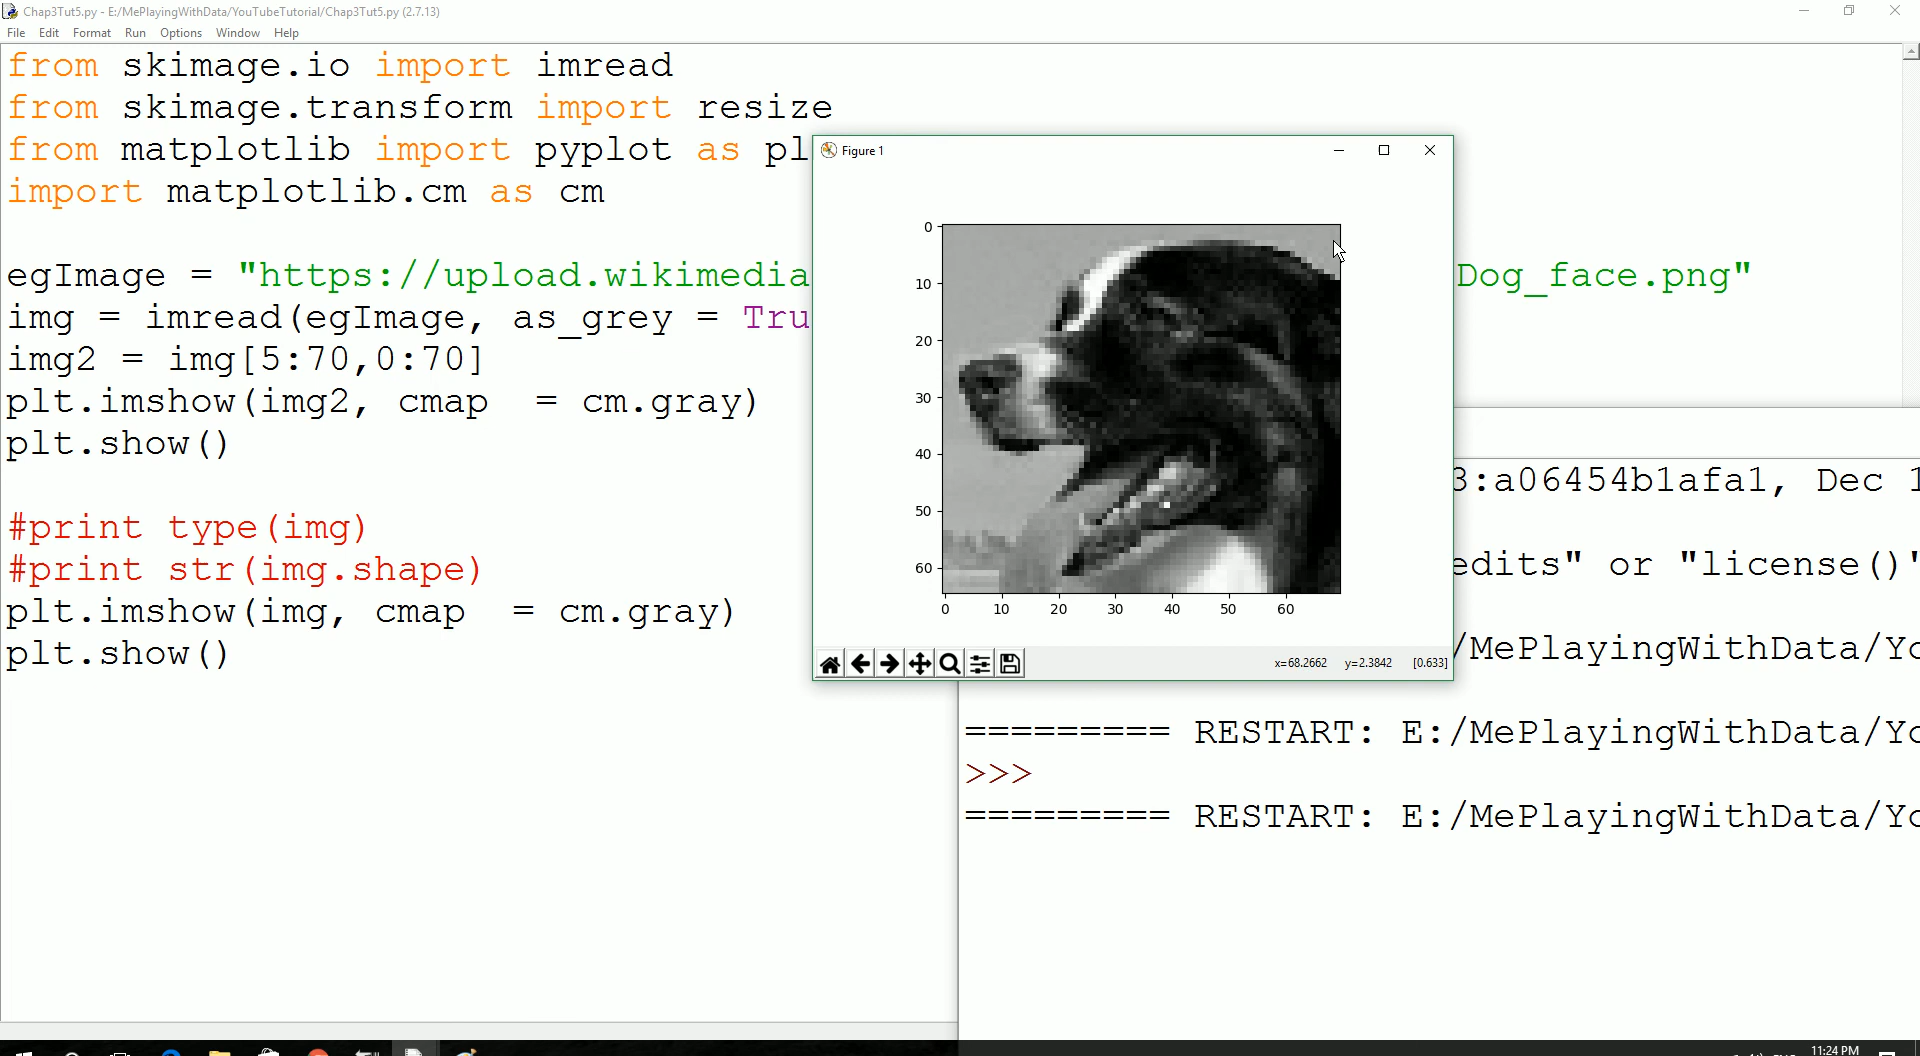 Chap3Tut5.py - E:/MePlayingWithData/YouTubeTutorial/Chap3Tut5.py (2.7.13)
File Edit Format Run Options Window Help
from skimage.io import imread
from skimage.transform import resize
from matplotlib import pyplot as pl
import matplotlib.cm as cm
egImage = "https://upload.wikimedia
Dog_face.png"
img = imread(egImage, as_grey = Tru
img2 = img[5:70,0:70]
plt.imshow(img2, cmap = cm.gray)
plt.show()
#print type(img)
#print str(img.shape)
plt.imshow(img, cmap = cm.gray)
plt.show()
Figure 1
0
10
20
30
40
50
60
0 10 20 30 40 50 60
x=68.2662 y=2.3842 [0.633]
3:a06454b1afa1, Dec 1
edits" or "license()"
/MePlayingWithData/Yo
========= RESTART: E:/MePlayingWithData/Yo
>>>
========= RESTART: E:/MePlayingWithData/Yo
11:24 PM